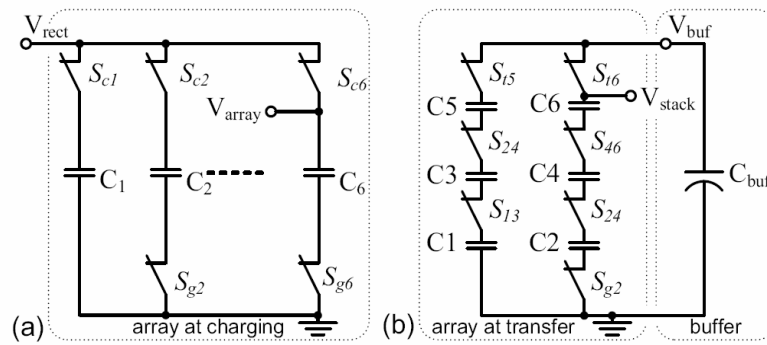 V_rect
S_c1
S_c2
S_c6
V_array
C_1
C_2
C_6
S_g2
S_g6
(a)
array at charging
V_buf
S_t5
S_t6
C5
C6
V_stack
S_24
S_46
C3
C4
C_buf
S_13
S_24
C1
C2
S_g2
(b)
array at transfer
buffer